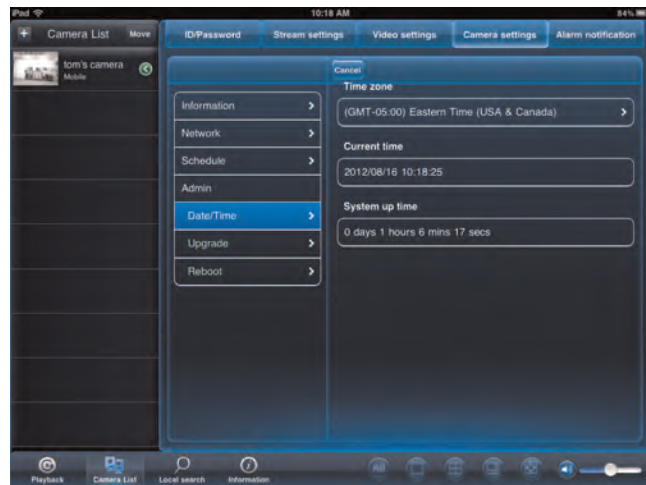 iPad 10:18 AM 84%
+ Camera List Move
ID/Password Stream settings Video settings Camera settings Alarm notification
tom's camera
Mobile
Cancel
Information
Network
Schedule
Admin
Date/Time
Upgrade
Reboot
Time zone
(GMT-05:00) Eastern Time (USA & Canada)
Current time
2012/08/16 10:18:25
System up time
0 days 1 hours 6 mins 17 secs
Playback Camera List Local search Information
All